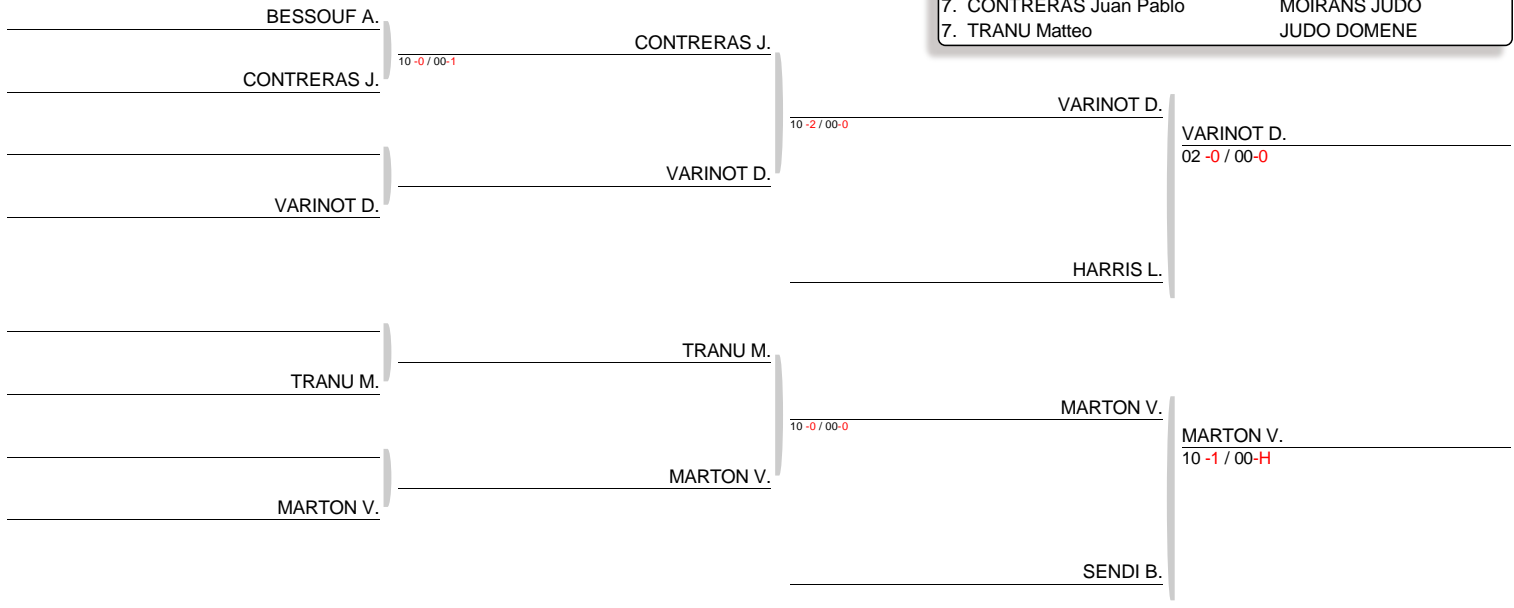 7. CONTRERAS Juan Pablo MOIRANS JUDO
7. TRANU Matteo JUDO DOMENE
BESSOUF A.
CONTRERAS J.
10 -0 / 00-1
CONTRERAS J.
VARINOT D.
10 -2 / 00-0
VARINOT D.
02 -0 / 00-0
VARINOT D.
VARINOT D.
HARRIS L.
TRANU M.
TRANU M.
MARTON V.
10 -0 / 00-0
MARTON V.
10 -1 / 00-H
MARTON V.
MARTON V.
SENDI B.